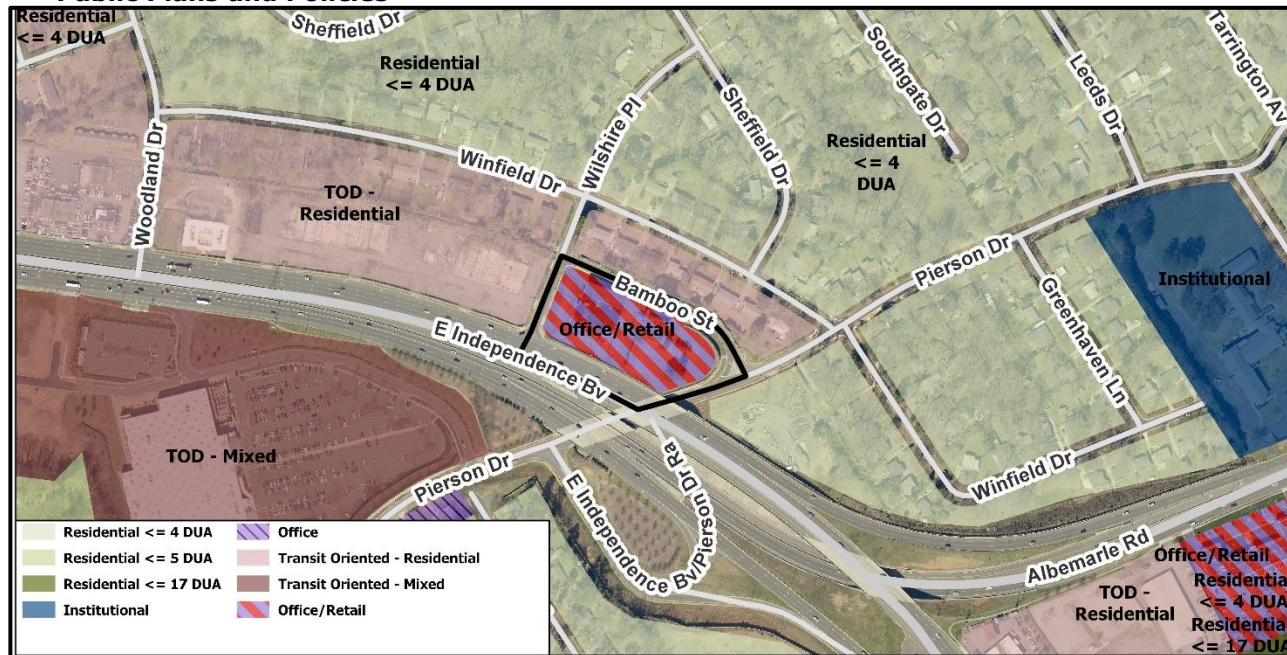 Public Plans and Policies
Residential
<= 4 DUA
Sheffield Dr
Residential
<= 4 DUA
Southgate Dr
Leeds Dr
Tarrington Av
Woodland Dr
Winfield Dr
Wilshire Pl
Sheffield Dr
Residential
<= 4
DUA
TOD -
Residential
Pierson Dr
Institutional
Bamboo St
Office/Retail
Greenhaven Ln
E Independence Bv
TOD - Mixed
Pierson Dr
E Independence Bv/Pierson Dr Ra
Winfield Dr
Albemarle Rd
Office/Retail
Residential
<= 4 DUA
Residential
<= 17 DUA
TOD -
Residential
Residential <= 4 DUA
Residential <= 5 DUA
Residential <= 17 DUA
Institutional
Office
Transit Oriented - Residential
Transit Oriented - Mixed
Office/Retail